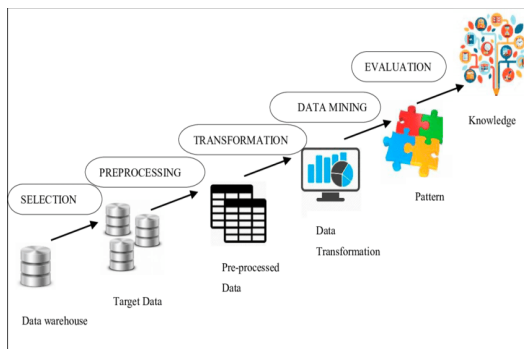 EVALUATION
Knowledge
DATA MINING
TRANSFORMATION
Pattern
PREPROCESSING
Data
Transformation
SELECTION
Pre-processed
Data
Target Data
Data warehouse